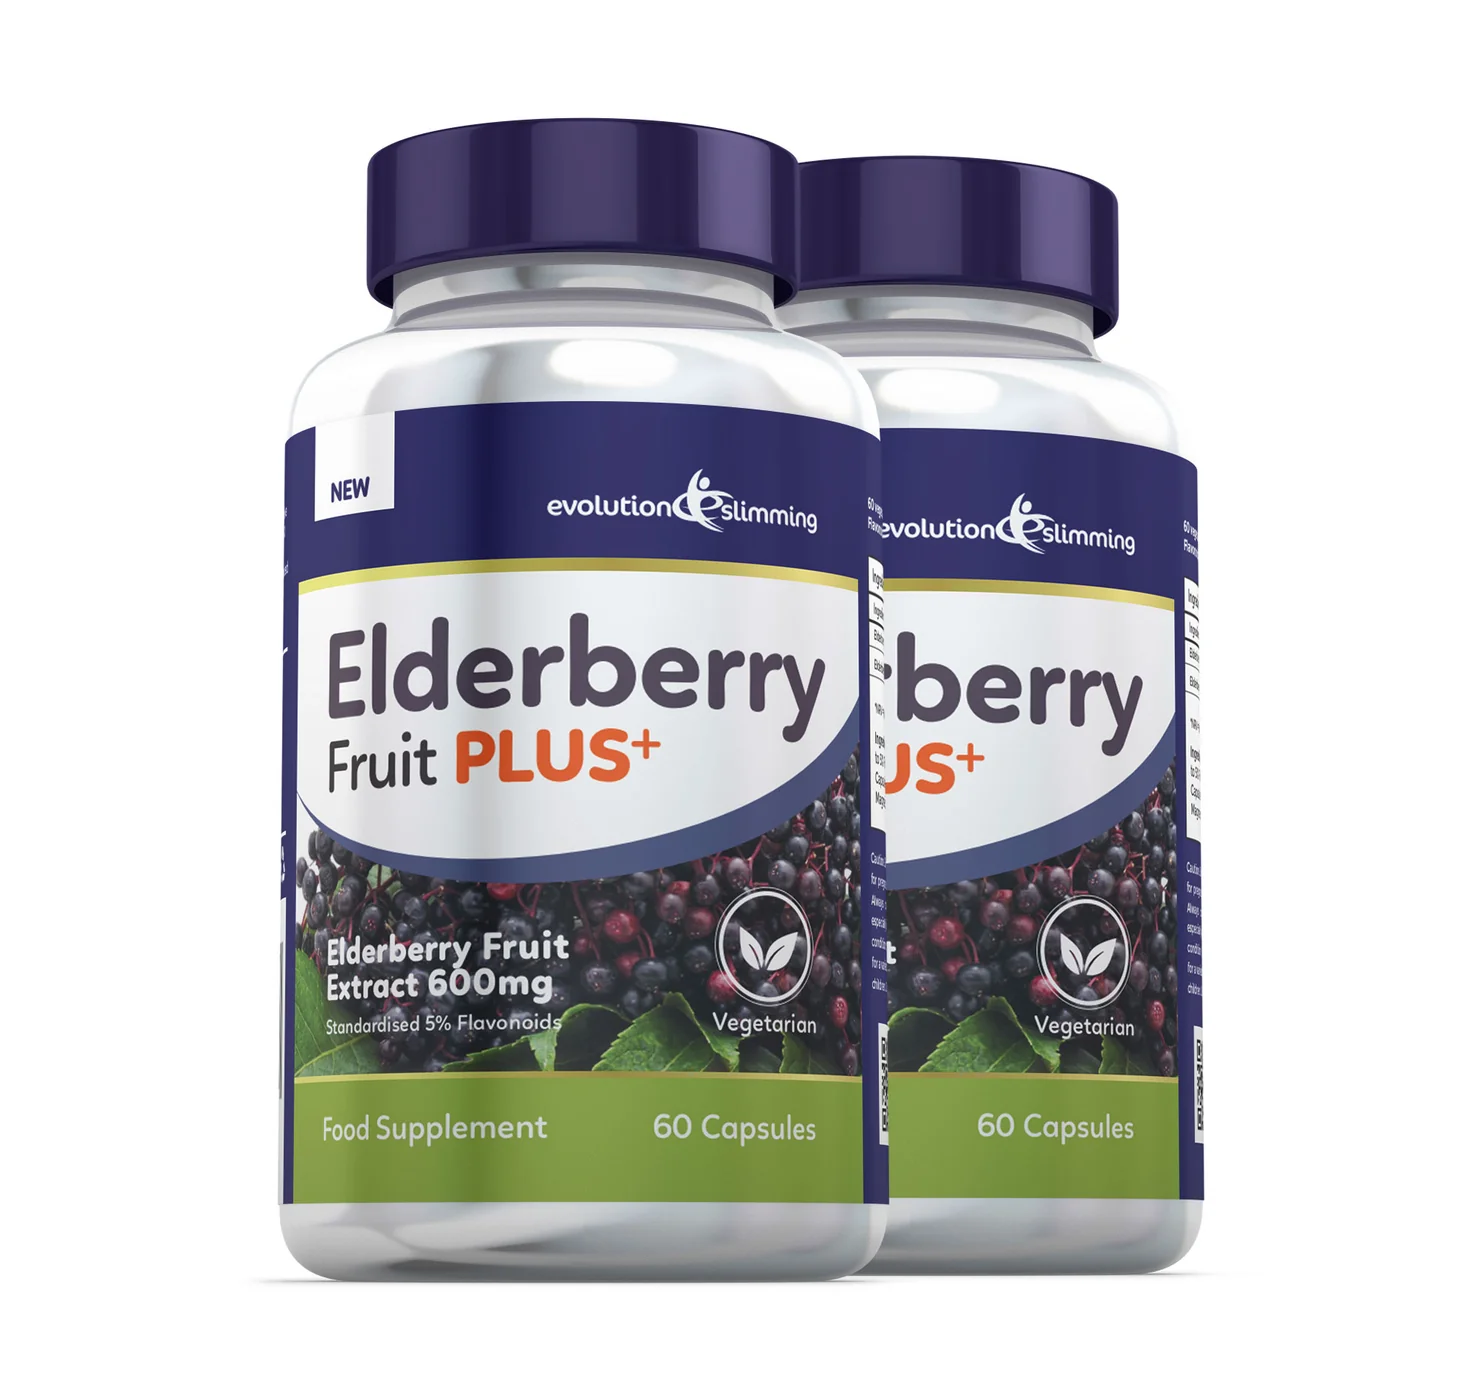 NEW
evolution slimming
Elderberry
Fruit PLUS+
Elderberry Fruit
Extract 600mg
Standardised 5% Flavonoids
Vegetarian
Food Supplement
60 Capsules
evolution slimming
berry
US+
Vegetarian
60 Capsules